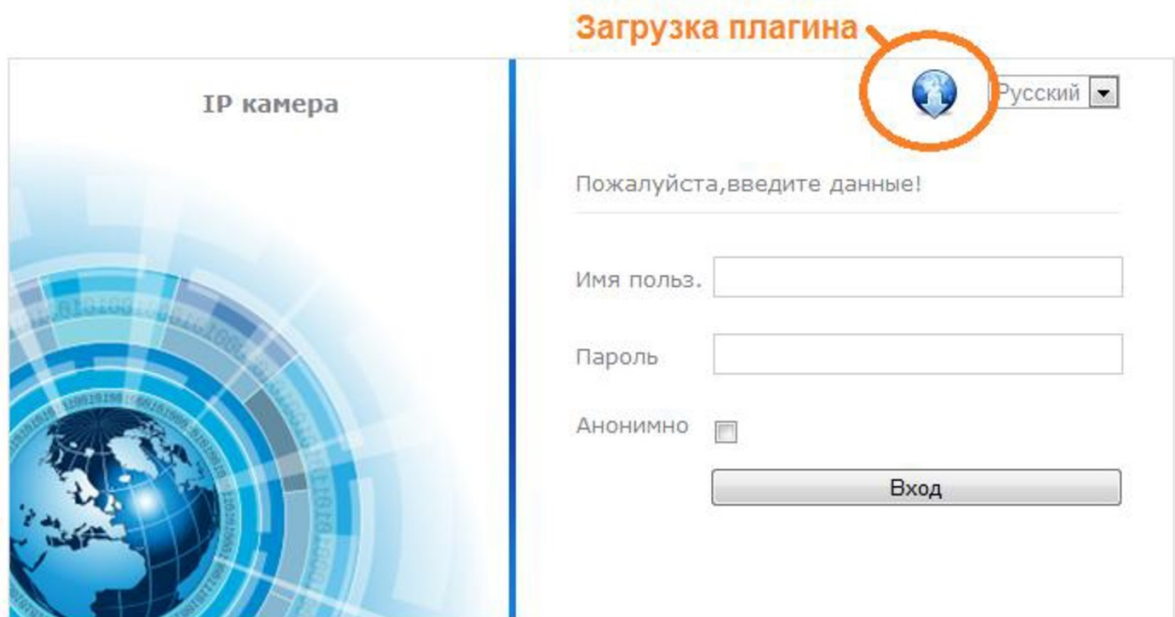 Загрузка плагина
IP камера
Русский
Пожалуйста,введите данные!
Имя польз.
Пароль
Анонимно
Вход